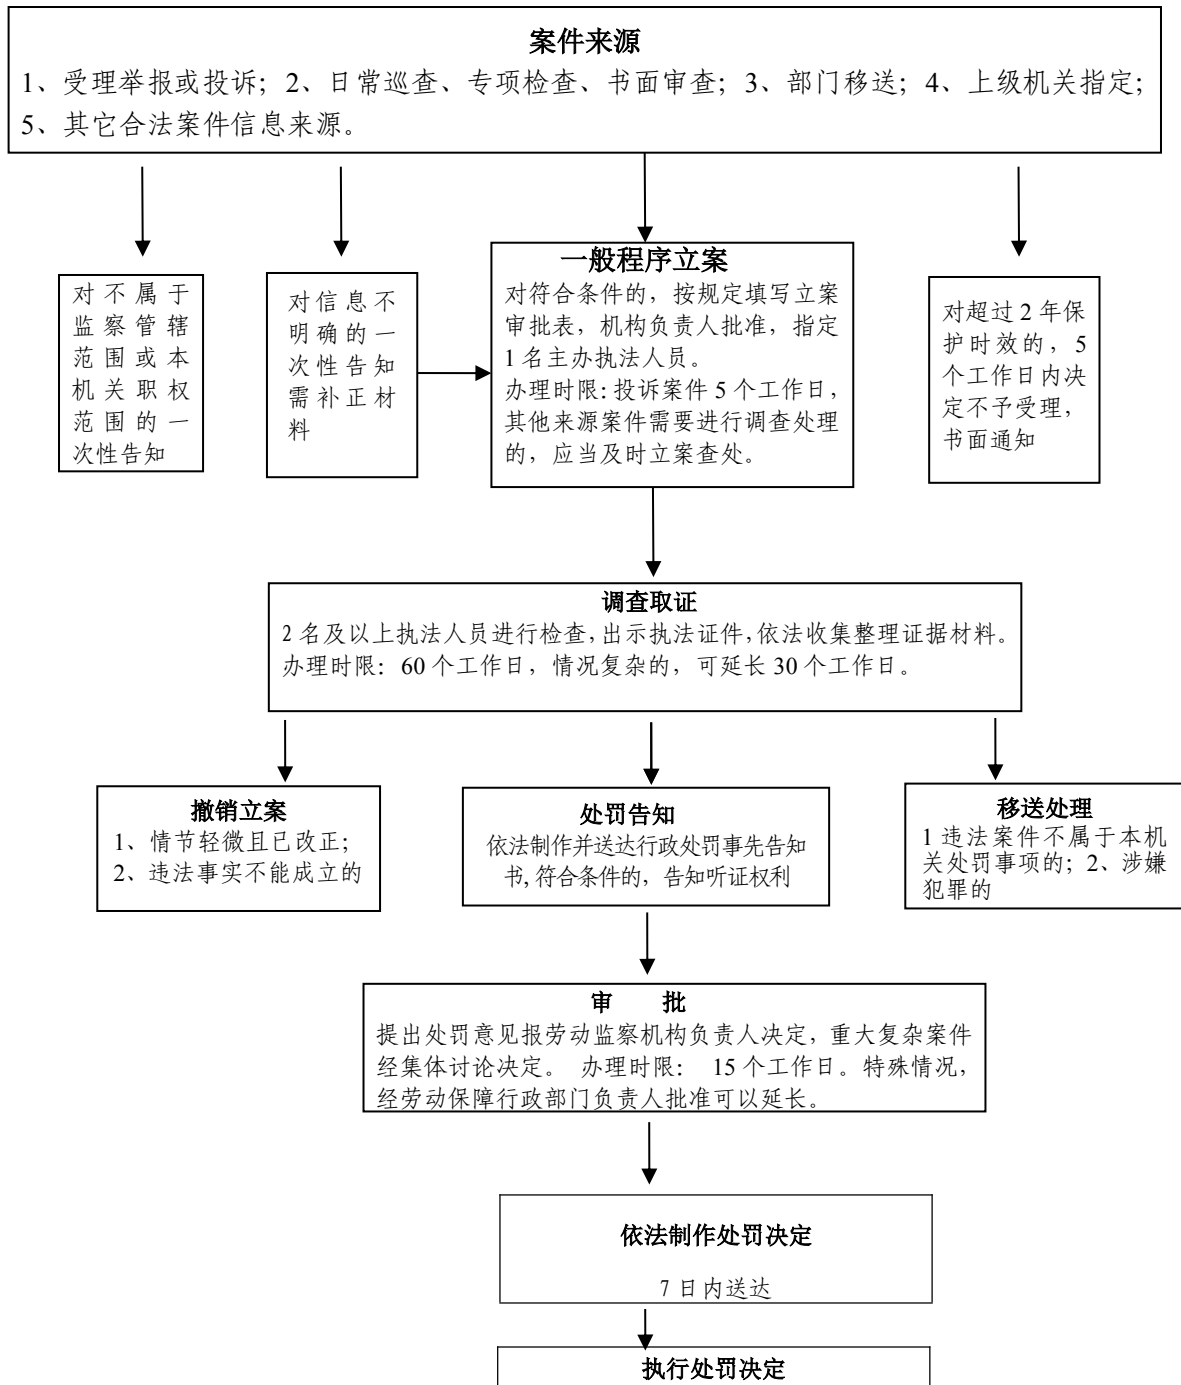 案件来源
1、受理举报或投诉；2、日常巡查、专项检查、书面审查；3、部门移送；4、上级机关指定；
5、其它合法案件信息来源。
对不属于
监察管辖
范围或本
机关职权
范围的一
次性告知
对信息不
明确的一
次性告知
需补正材
料
一般程序立案
对符合条件的，按规定填写立案
审批表，机构负责人批准，指定
1名主办执法人员。
办理时限：投诉案件5个工作日，
其他来源案件需要进行调查处理
的，应当及时立案查处。
对超过2年保
护时效的，5
个工作日内决
定不予受理，
书面通知
调查取证
2名及以上执法人员进行检查，出示执法证件，依法收集整理证据材料。
办理时限：60个工作日，情况复杂的，可延长30个工作日。
撤销立案
1、情节轻微且已改正；
2、违法事实不能成立的
处罚告知
依法制作并送达行政处罚事先告知
书,符合条件的，告知听证权利
移送处理
1违法案件不属于本机
关处罚事项的；2、涉嫌
犯罪的
审 批
提出处罚意见报劳动监察机构负责人决定，重大复杂案件
经集体讨论决定。 办理时限： 15个工作日。特殊情况，
经劳动保障行政部门负责人批准可以延长。
依法制作处罚决定
7日内送达
执行处罚决定